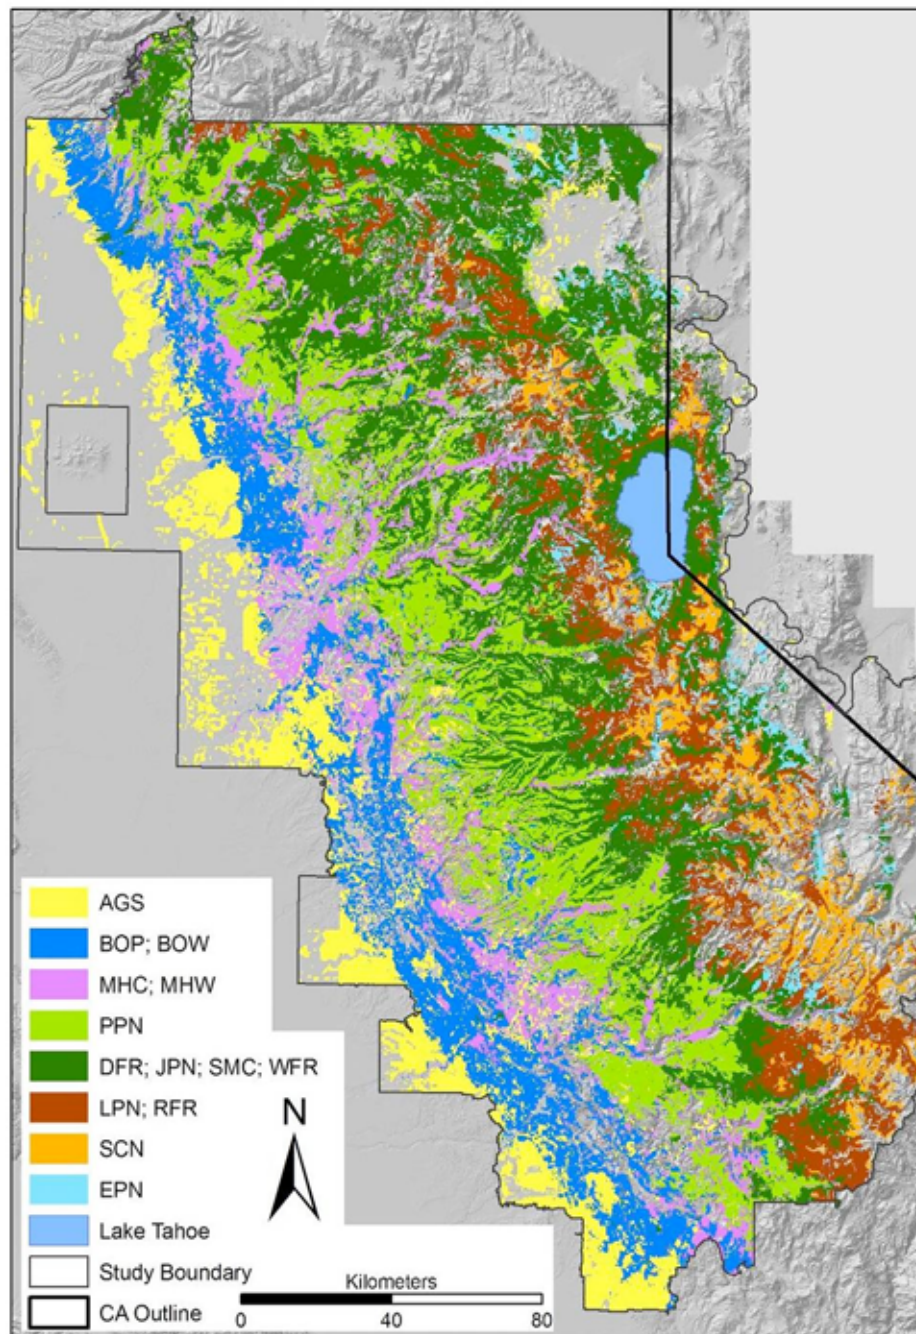 AGS
BOP; BOW
MHC; MHW
PPN
DFR; JPN; SMC; WFR
LPN; RFR
SCN
EPN
Lake Tahoe
Study Boundary
CA Outline
N
Kilometers
0 40 80